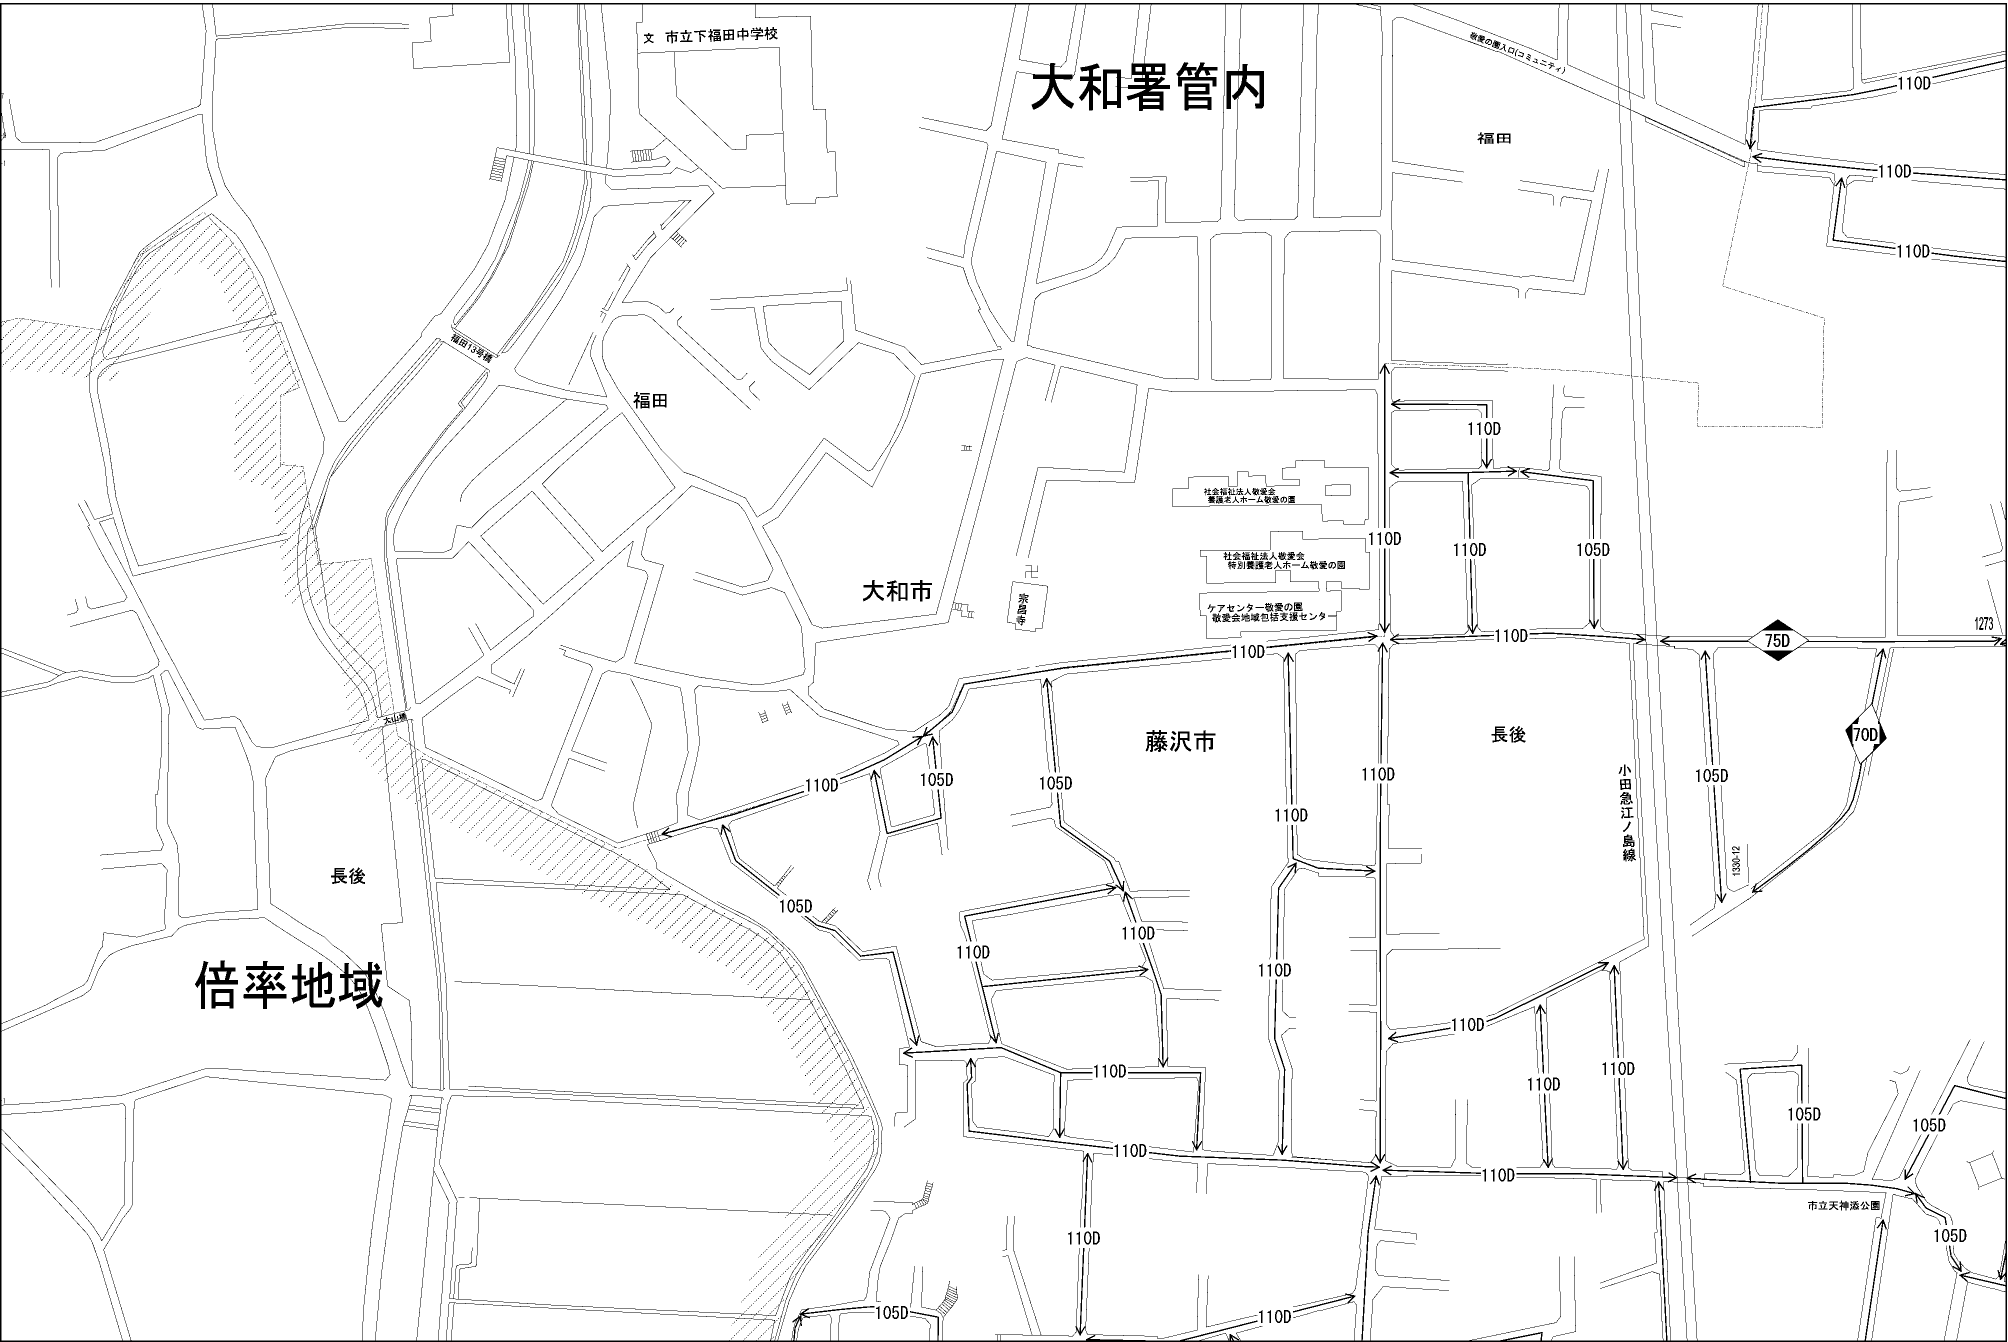 文 市立下福田中学校
敬愛の園入口(コミュニティ)
大和署管内
110D
福田
110D
110D
福田13号橋
福田
110D
社会福祉法人敬愛会
養護老人ホーム敬愛の園
110D
110D
105D
社会福祉法人敬愛会
特別養護老人ホーム敬愛の園
大和市
宗昌寺
ケアセンター敬愛の園
敬愛会地域包括支援センター
1273
110D
75D
110D
大山橋
藤沢市
長後
70D
110D
105D
105D
110D
105D
小田急江ノ島線
110D
1330-12
長後
105D
110D
110D
110D
倍率地域
110D
110D
110D
110D
110D
105D
105D
110D
110D
市立天神添公園
110D
105D
105D
110D